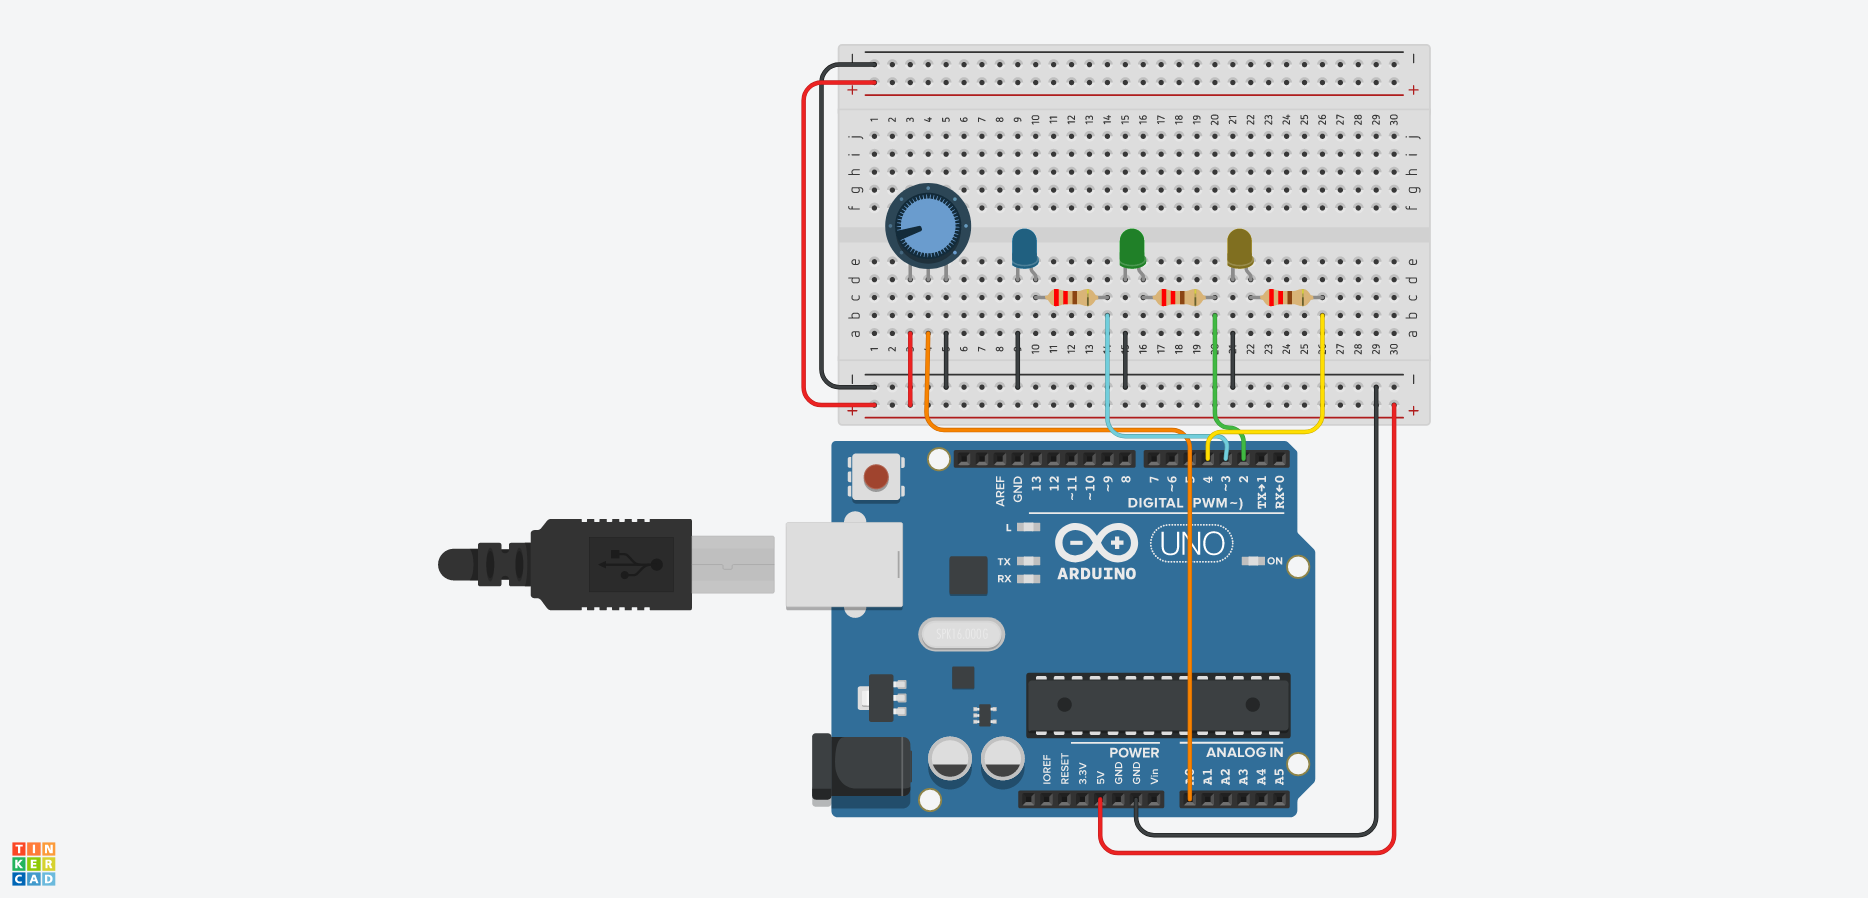 − −
+ +
1 2 3 4 5 6 7 8 9 10 11 12 13 14 15 16 17 18 19 20 21 22 23 24 25 26 27 28 29 30
j j
i i
h h
g g
f f
e e
d d
c c
b b
a a
1 2 3 4 5 6 7 8 9 10 11 12 13 14 15 16 17 18 19 20 21 22 23 24 25 26 27 28 29 30
− −
+ +
AREF GND 13 12 ~11 ~10 ~9 8 7 ~6 5 4 ~3 2 TX→1 RX←0
DIGITAL (PWM~)
L
UNO
TX ON
RX ARDUINO
SPK16.000G
POWER ANALOG IN
IOREF RESET 3.3V 5V GND GND Vin A0 A1 A2 A3 A4 A5
TIN
KER
CAD